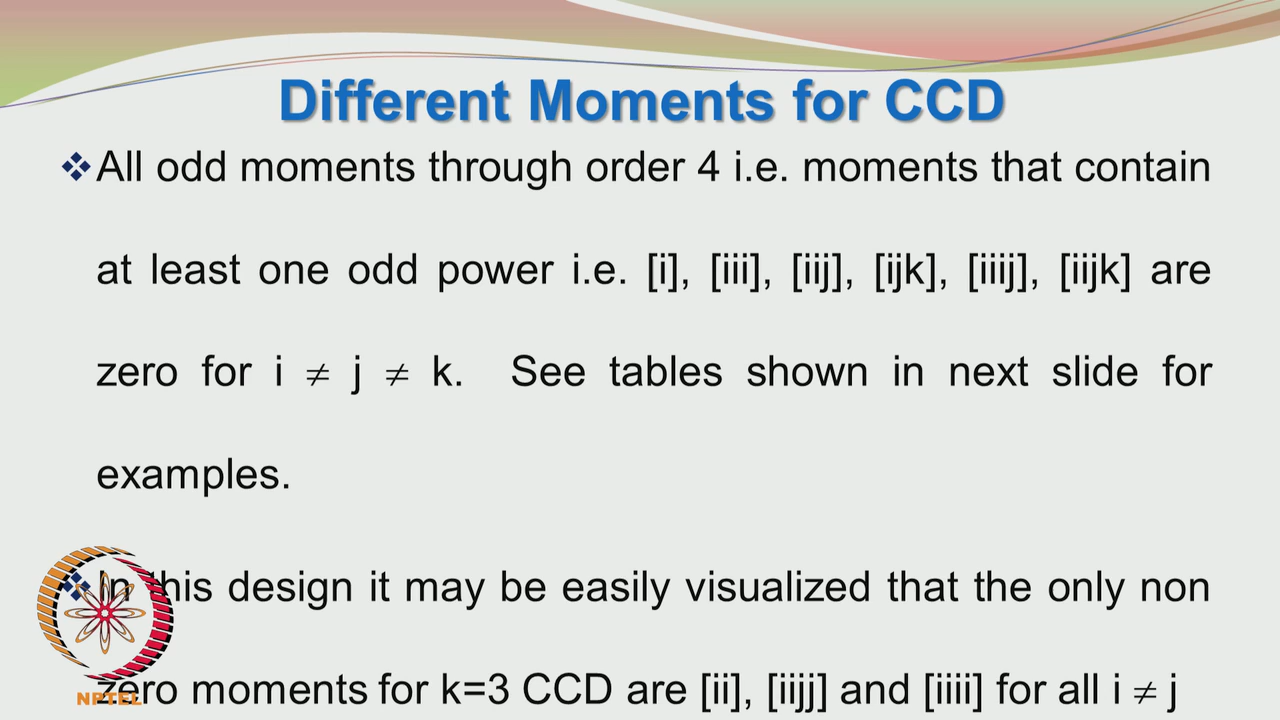 Different Moments for CCD
❖All odd moments through order 4 i.e. moments that contain
at least one odd power i.e. [i], [iii], [iij], [ijk], [iiij], [iijk] are
zero for i ≠ j ≠ k. See tables shown in next slide for
examples.
❖In this design it may be easily visualized that the only non
zero moments for k=3 CCD are [ii], [iijj] and [iiii] for all i ≠ j
NPTEL